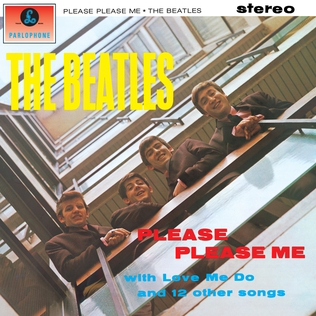 PARLOPHONE
PLEASE PLEASE ME • THE BEATLES
stereo
THE BEATLES
PLEASE
PLEASE ME
with Love Me Do
and 12 other songs